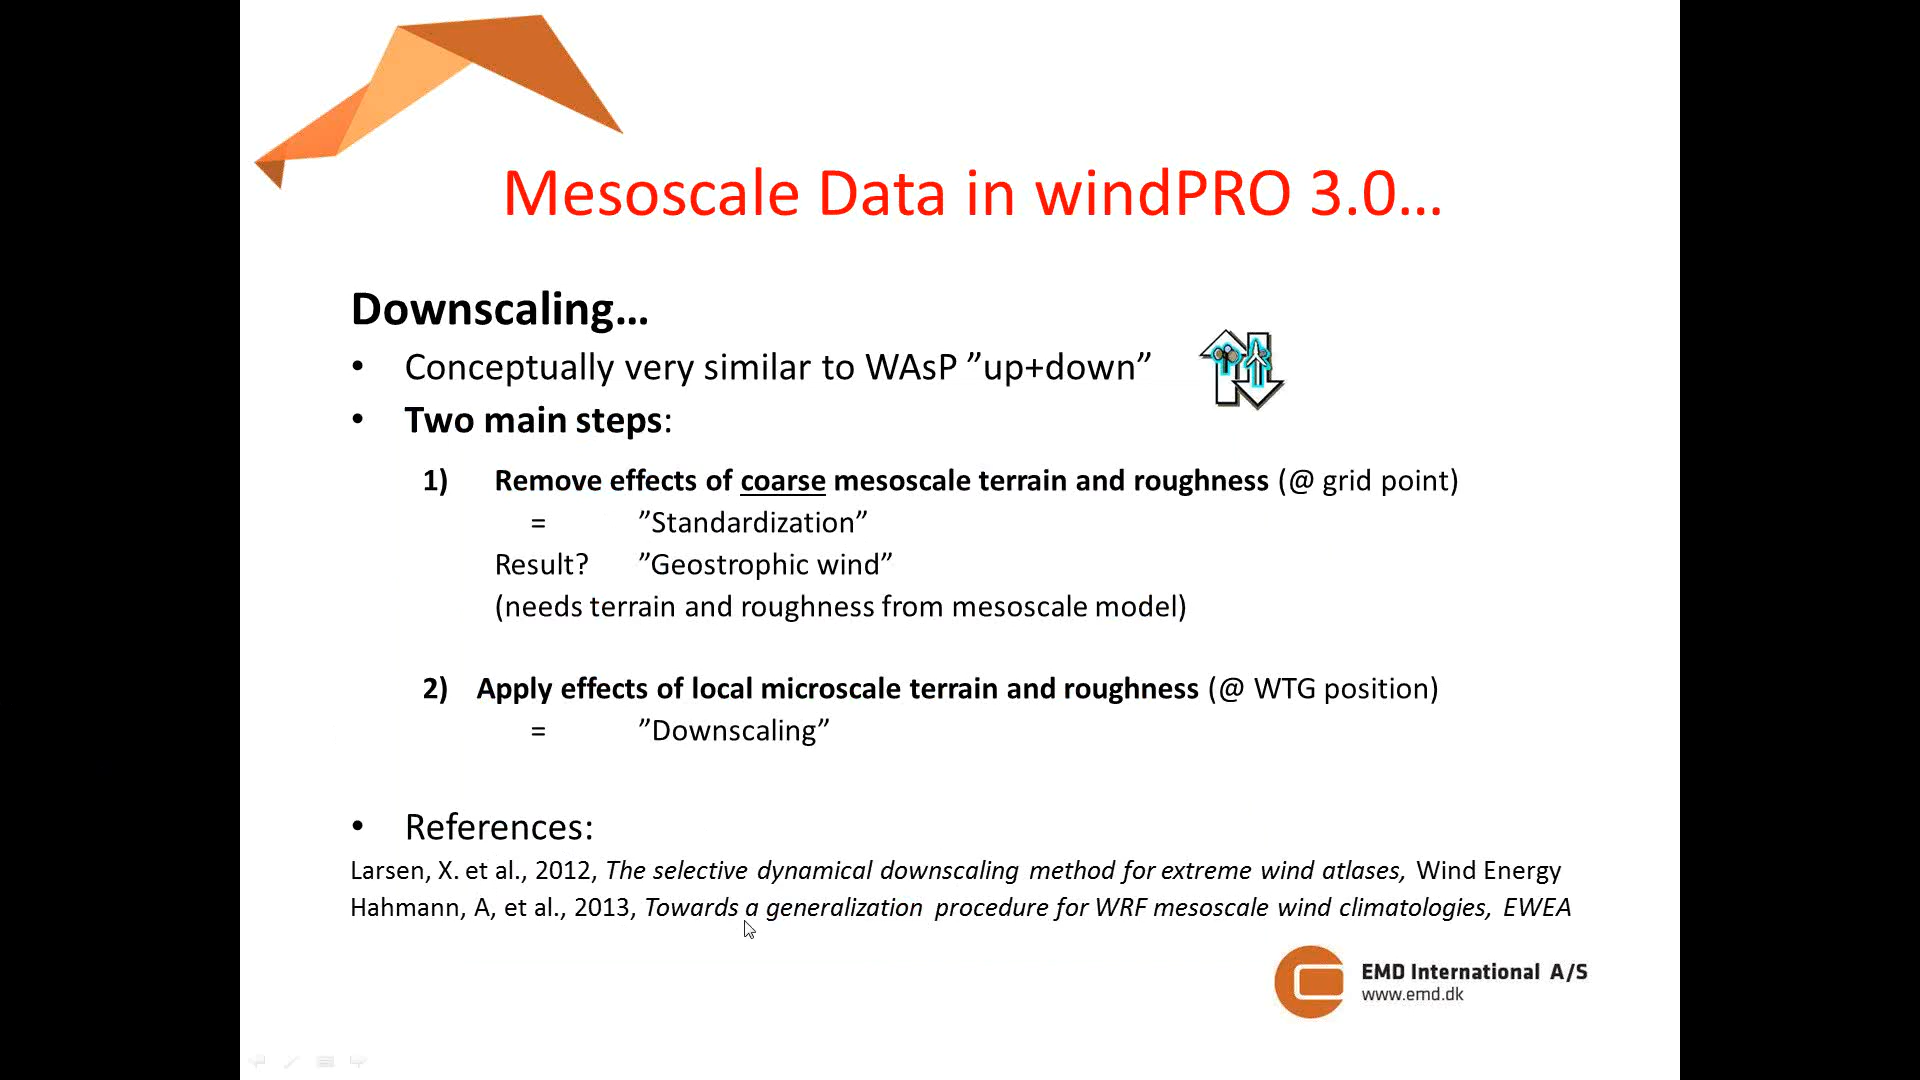 Mesoscale Data in windPRO 3.0...
Downscaling...
• Conceptually very similar to WAsP ”up+down”
• Two main steps:
1) Remove effects of coarse mesoscale terrain and roughness (@ grid point)
= ”Standardization”
Result? ”Geostrophic wind”
(needs terrain and roughness from mesoscale model)
2) Apply effects of local microscale terrain and roughness (@ WTG position)
= ”Downscaling”
• References:
Larsen, X. et al., 2012, The selective dynamical downscaling method for extreme wind atlases, Wind Energy
Hahmann, A, et al., 2013, Towards a generalization procedure for WRF mesoscale wind climatologies, EWEA
EMD International A/S
www.emd.dk